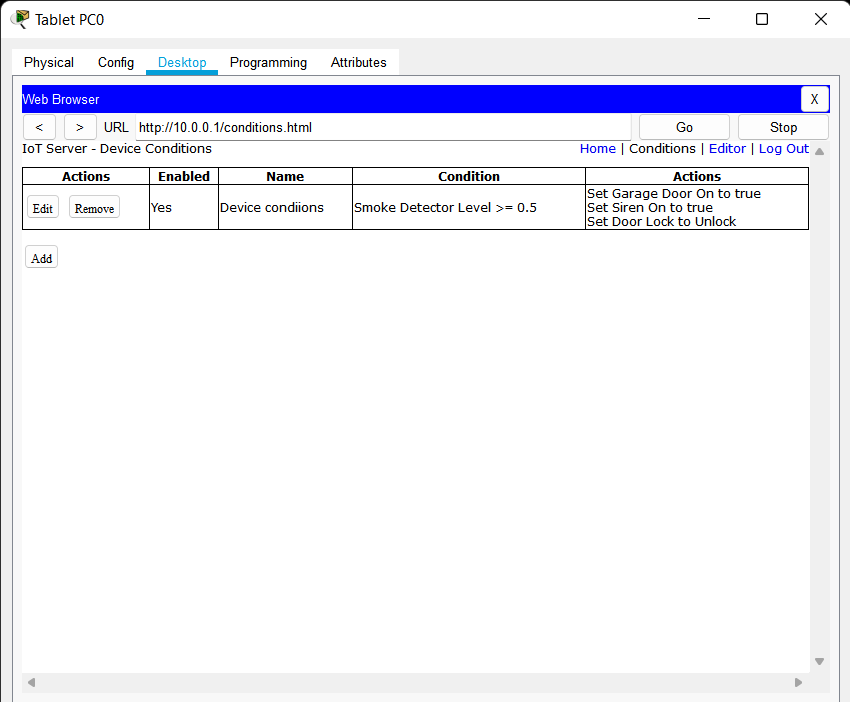 Tablet PC0
Physical Config Desktop Programming Attributes
Web Browser X
< > URL http://10.0.0.1/conditions.html Go Stop
IoT Server - Device Conditions Home | Conditions | Editor | Log Out
Actions Enabled Name Condition Actions
Edit Remove Yes Device condiions Smoke Detector Level >= 0.5 Set Garage Door On to true
Set Siren On to true
Set Door Lock to Unlock
Add